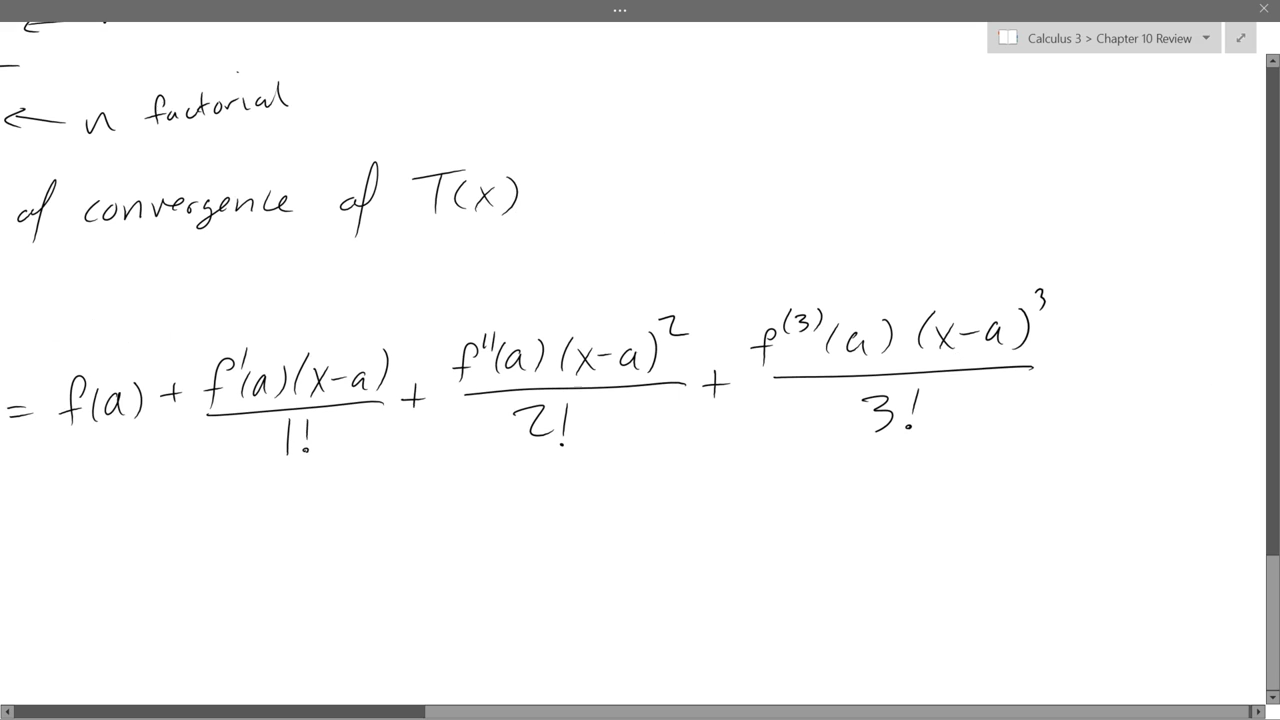 Calculus 3 > Chapter 10 Review
← n factorial
of convergence of T(x)
= f(a) + f'(a)(x-a)/1! + f''(a)(x-a)²/2! + f⁽³⁾(a)(x-a)³/3!